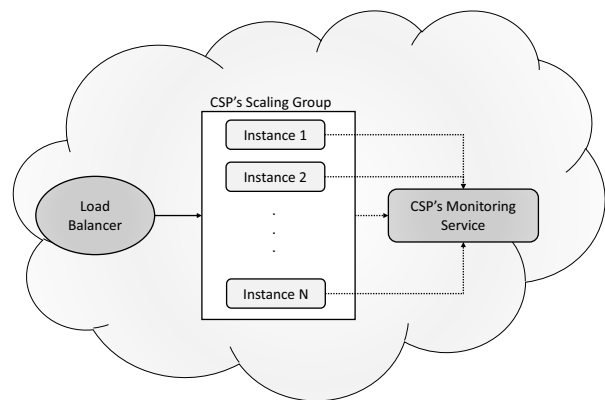 CSP's Scaling Group
Instance 1
Instance 2
.
.
.
Instance N
Load
Balancer
CSP's Monitoring
Service